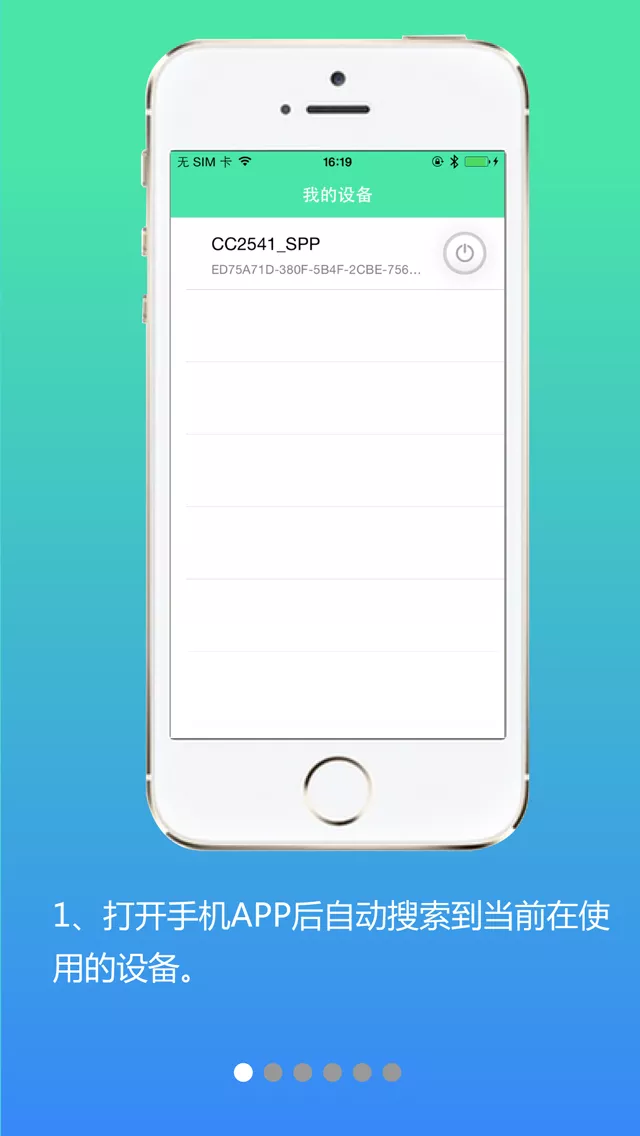 无 SIM 卡 16:19
我的设备
CC2541_SPP
ED75A71D-380F-5B4F-2CBE-756...
1、打开手机APP后自动搜索到当前在使
用的设备。